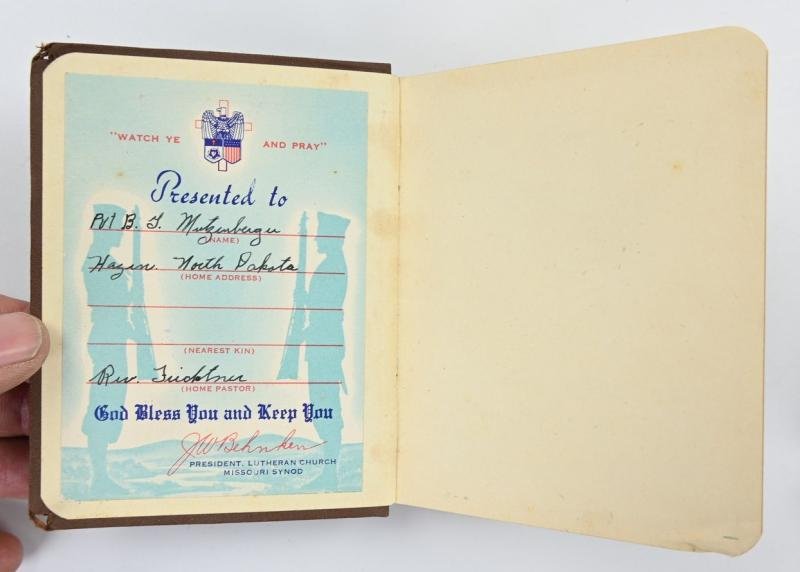 "WATCH YE AND PRAY"
Presented to
Pvt B. J. Mutzenberger
(NAME)
Hazen. North Dakota
(HOME ADDRESS)
(NEAREST KIN)
Rev.
(HOME PASTOR)
God Bless You and Keep You
JW Behnken
PRESIDENT, LUTHERAN CHURCH
MISSOURI SYNOD